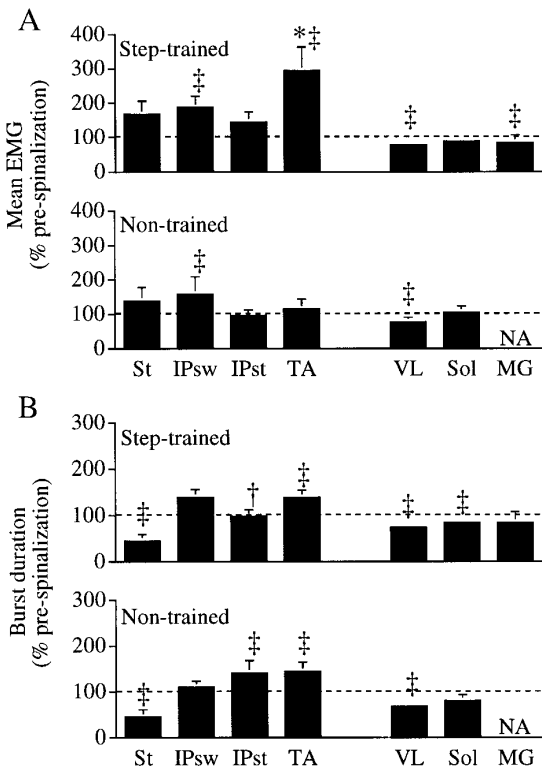 A
Step-trained
400
300
200
100
0
* ‡
‡
‡
‡
Mean EMG
(% pre-spinalization)
Non-trained
400
300
200
100
0
‡
‡
NA
St IPsw IPst TA VL Sol MG
B
Step-trained
300
200
100
0
‡
†
‡
‡
‡
Burst duration
(% pre-spinalization)
Non-trained
300
200
100
0
‡
‡
‡
‡
NA
St IPsw IPst TA VL Sol MG